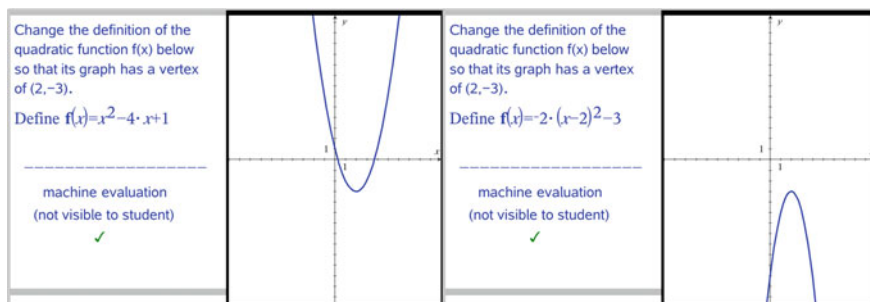 Change the definition of the
quadratic function f(x) below
so that its graph has a vertex
of (2,−3).
Define f(x)=x²−4·x+1
machine evaluation
(not visible to student)
✓
y
1
1
x
Change the definition of the
quadratic function f(x) below
so that its graph has a vertex
of (2,−3).
Define f(x)=-2·(x−2)²−3
machine evaluation
(not visible to student)
✓
y
1
1